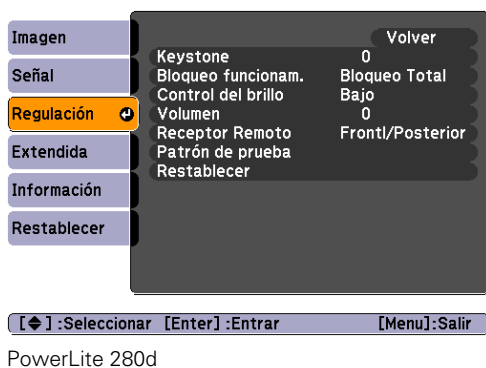 Imagen
Señal
Regulación
Extendida
Información
Restablecer
Volver
Keystone 0
Bloqueo funcionam. Bloqueo Total
Control del brillo Bajo
Volumen 0
Receptor Remoto Frontl/Posterior
Patrón de prueba
Restablecer
[◆] :Seleccionar [Enter] :Entrar [Menu]:Salir
PowerLite 280d